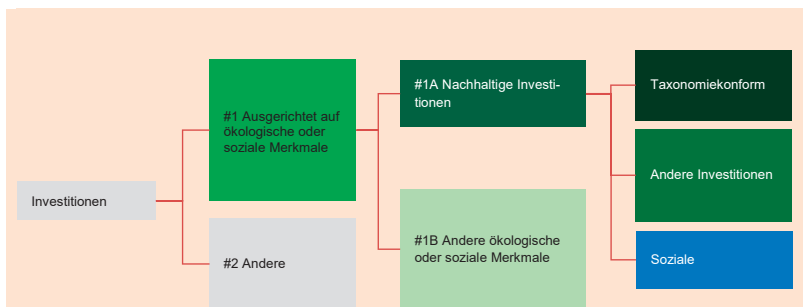 Investitionen
#1 Ausgerichtet auf
ökologische oder
soziale Merkmale
#2 Andere
#1A Nachhaltige Investi-
tionen
#1B Andere ökologische
oder soziale Merkmale
Taxonomiekonform
Andere Investitionen
Soziale